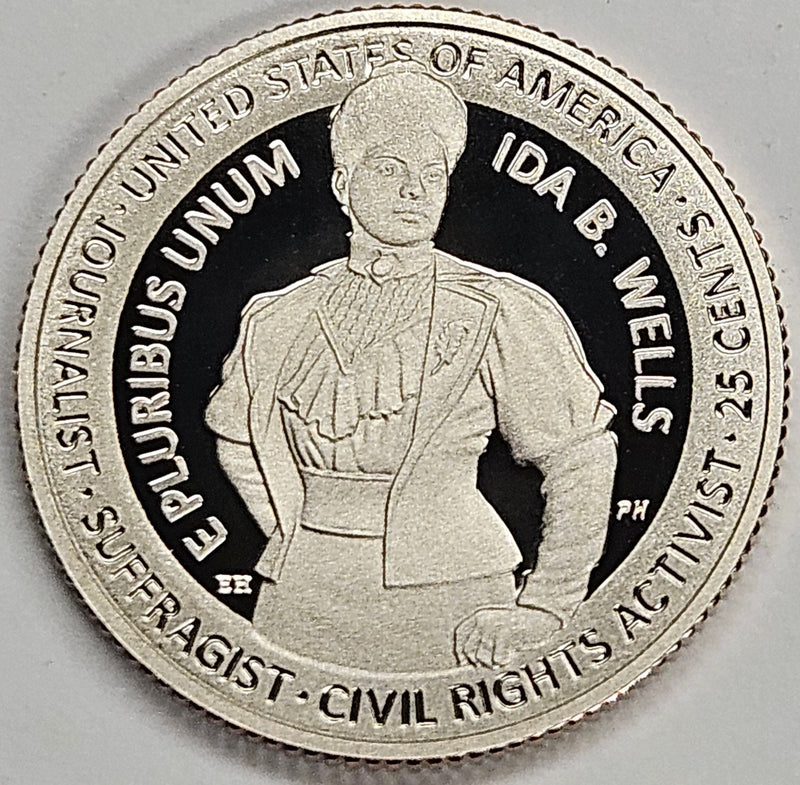 UNITED STATES OF AMERICA · 25 CENTS · CIVIL RIGHTS ACTIVIST · SUFFRAGIST · JOURNALIST ·
E PLURIBUS UNUM
IDA B. WELLS
EH
PH